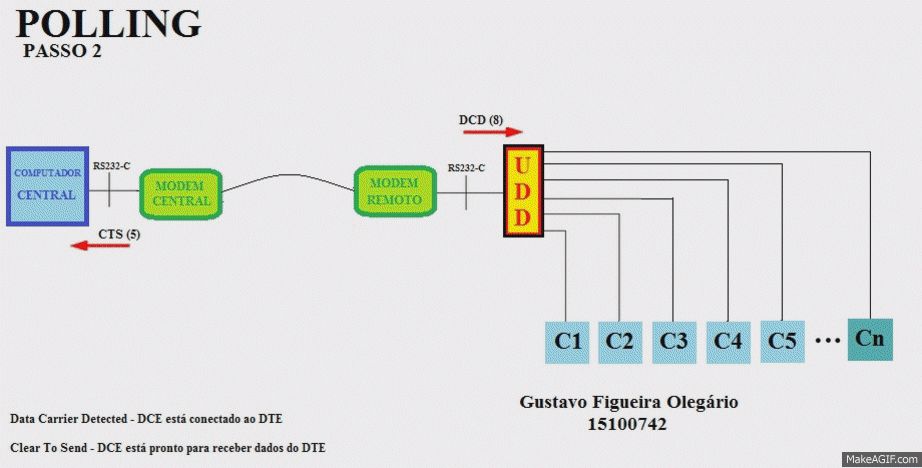 POLLING
PASSO 2
DCD (8)
COMPUTADOR
CENTRAL
RS232-C
MODEM
CENTRAL
MODEM
REMOTO
RS232-C
U
D
D
CTS (5)
C1 C2 C3 C4 C5 ... Cn
Gustavo Figueira Olegário
15100742
Data Carrier Detected - DCE está conectado ao DTE
Clear To Send - DCE está pronto para receber dados do DTE
MakeAGIF.com